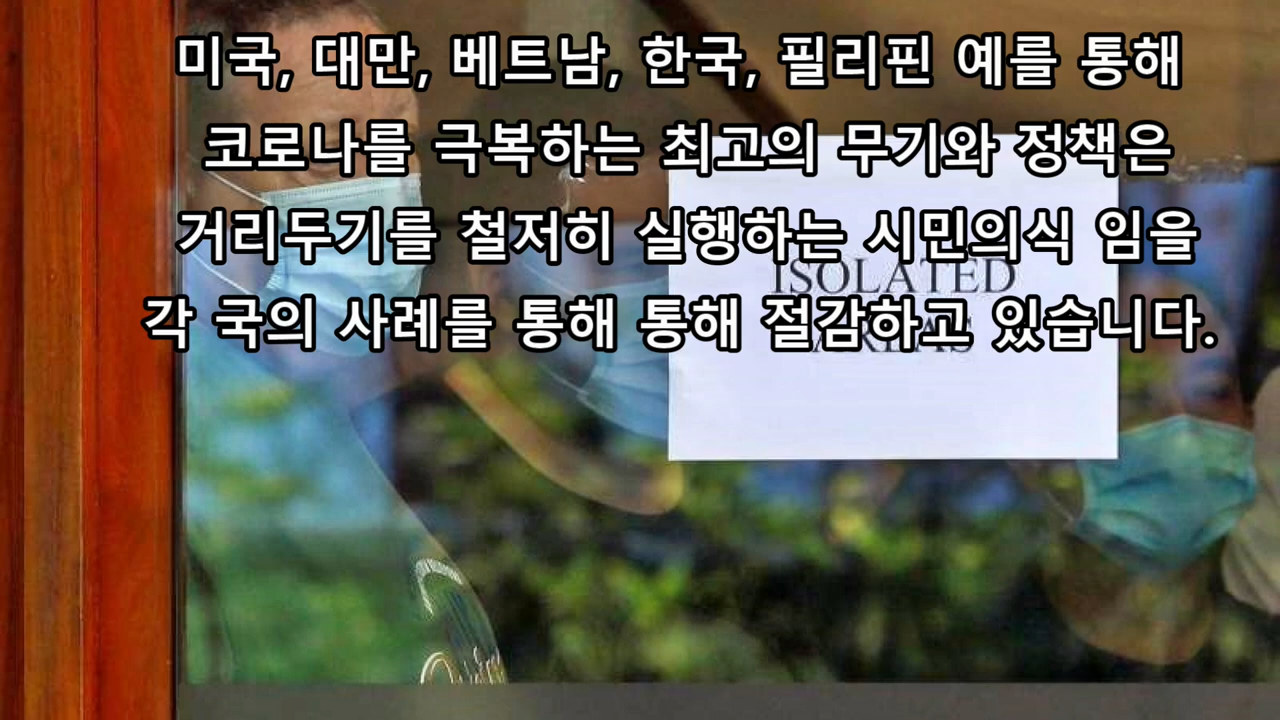 미국, 대만, 베트남, 한국, 필리핀 예를 통해
코로나를 극복하는 최고의 무기와 정책은
거리두기를 철저히 실행하는 시민의식 임을
각 국의 사례를 통해 통해 절감하고 있습니다.
ISOLATED
AREAS